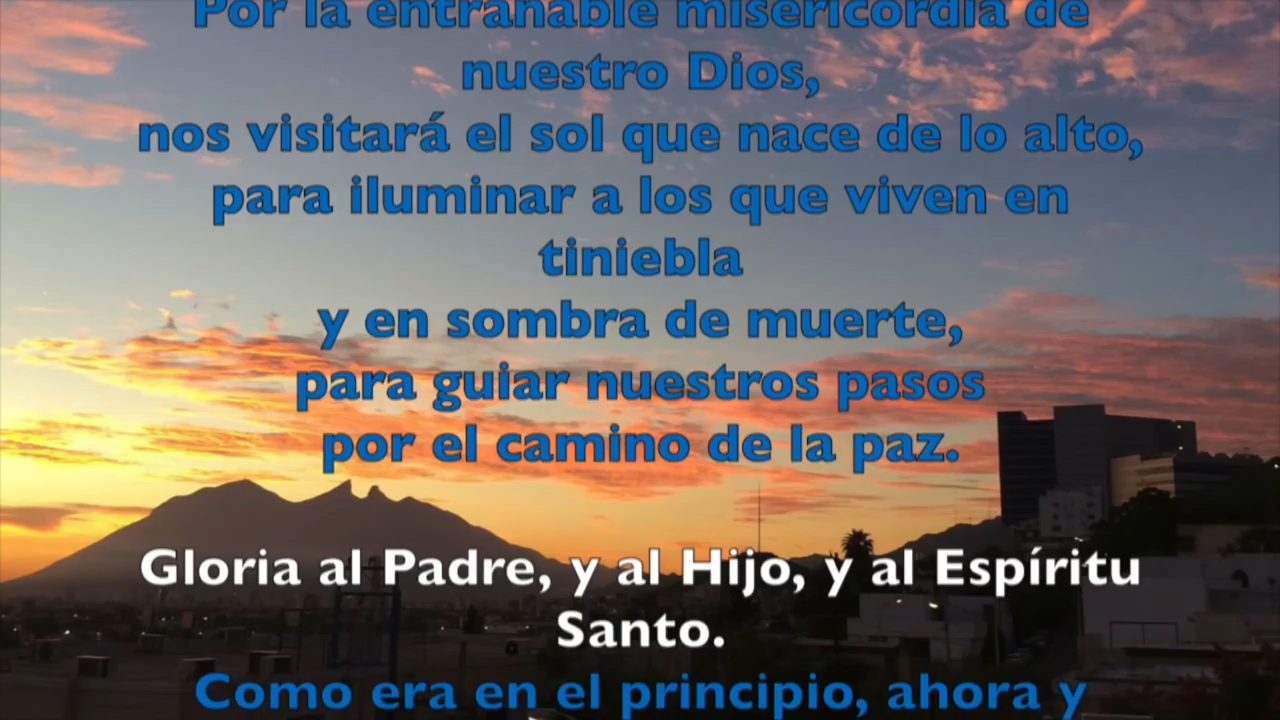 Por la entrañable misericordia de
nuestro Dios,
nos visitará el sol que nace de lo alto,
para iluminar a los que viven en
tiniebla
y en sombra de muerte,
para guiar nuestros pasos
por el camino de la paz.
Gloria al Padre, y al Hijo, y al Espíritu
Santo.
Como era en el principio, ahora y